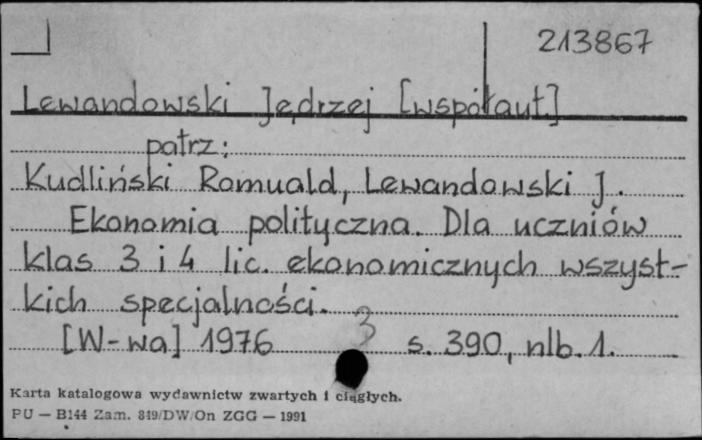 213867
Lewandowski Jędrzej [współaut.]
patrz:
Kudliński Romuald, Lewandowski J.
Ekonomia polityczna. Dla uczniów
klas 3 i 4 lic. ekonomicznych wszyst-
kich specjalności.
[W-wa] 1976 3 s. 390, nlb. 1.
Karta katalogowa wydawnictw zwartych i ciągłych.
PU — B144 Zam. 819/DW/On ZGG — 1991